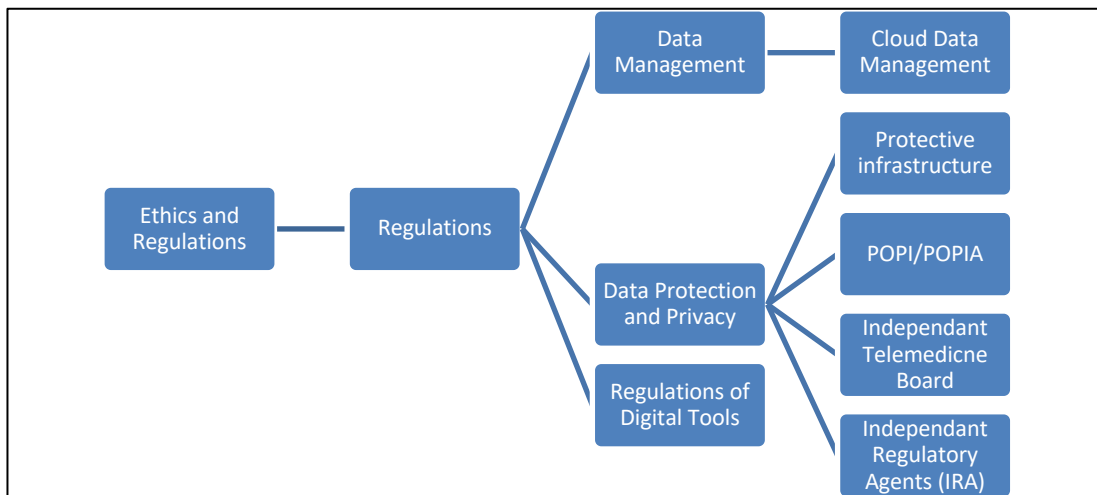 Ethics and
Regulations
Regulations
Data
Management
Cloud Data
Management
Data Protection
and Privacy
Protective
infrastructure
POPI/POPIA
Independant
Telemedicne
Board
Independant
Regulatory
Agents (IRA)
Regulations of
Digital Tools